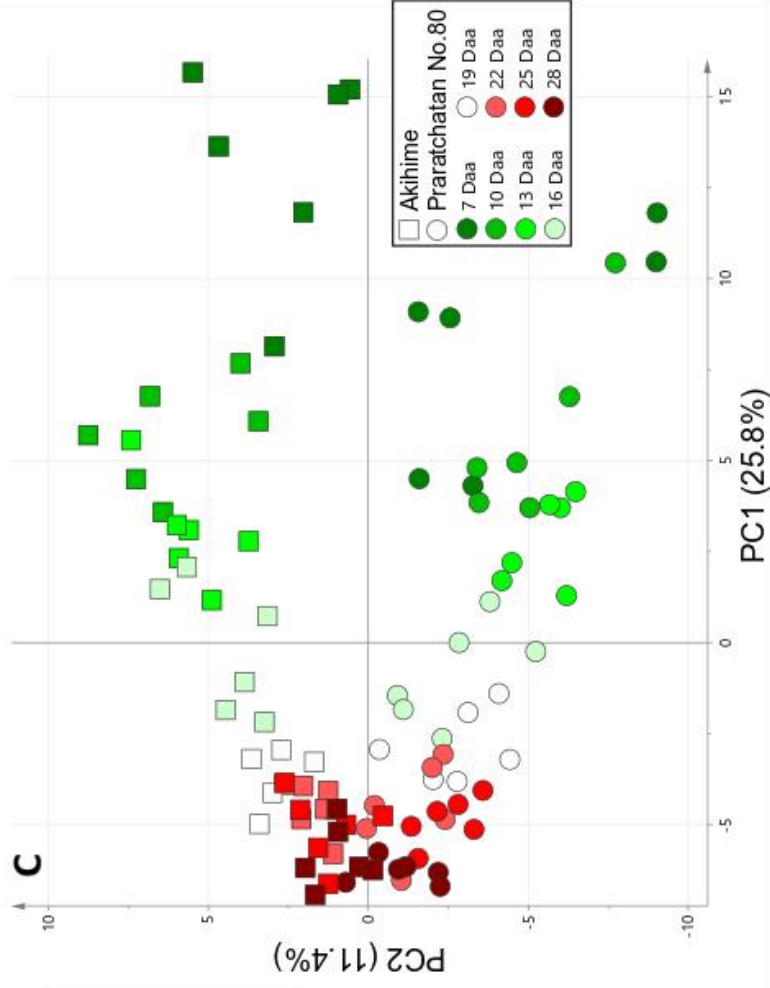 C
10
5
0
-5
-10
PC2 (11.4%)
-5
0
5
10
15
PC1 (25.8%)
Akihime
Praratchatan No.80
7 Daa
19 Daa
10 Daa
22 Daa
13 Daa
25 Daa
16 Daa
28 Daa